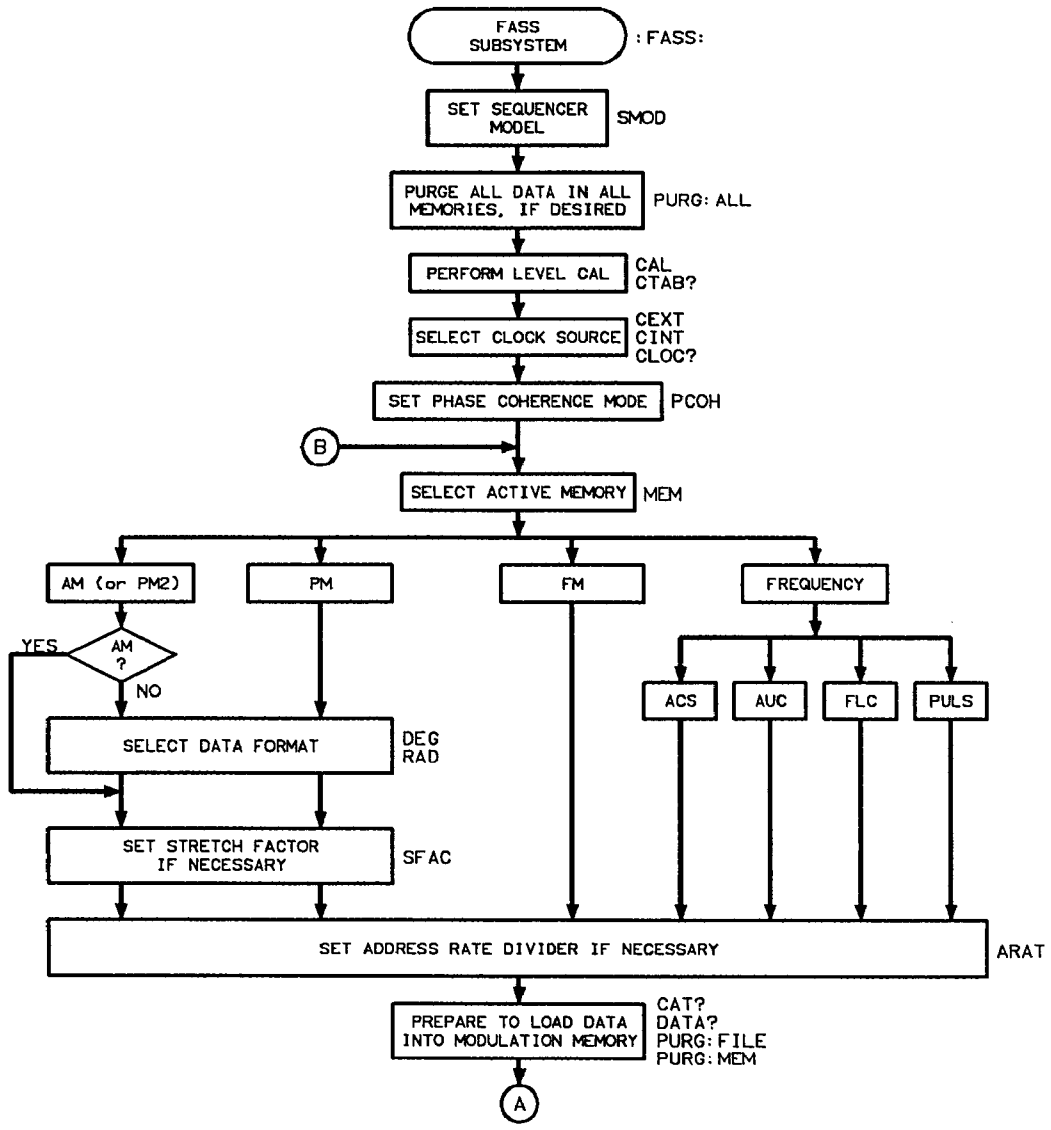 FASS
SUBSYSTEM
:FASS:
SET SEQUENCER
MODEL
SMOD
PURGE ALL DATA IN ALL
MEMORIES, IF DESIRED
PURG:ALL
PERFORM LEVEL CAL
CAL
CTAB?
SELECT CLOCK SOURCE
CEXT
CINT
CLOC?
SET PHASE COHERENCE MODE
PCOH
B
SELECT ACTIVE MEMORY
MEM
AM (or PM2)
PM
FM
FREQUENCY
YES
AM
?
NO
ACS
AUC
FLC
PULS
SELECT DATA FORMAT
DEG
RAD
SET STRETCH FACTOR
IF NECESSARY
SFAC
SET ADDRESS RATE DIVIDER IF NECESSARY
ARAT
PREPARE TO LOAD DATA
INTO MODULATION MEMORY
CAT?
DATA?
PURG:FILE
PURG:MEM
A